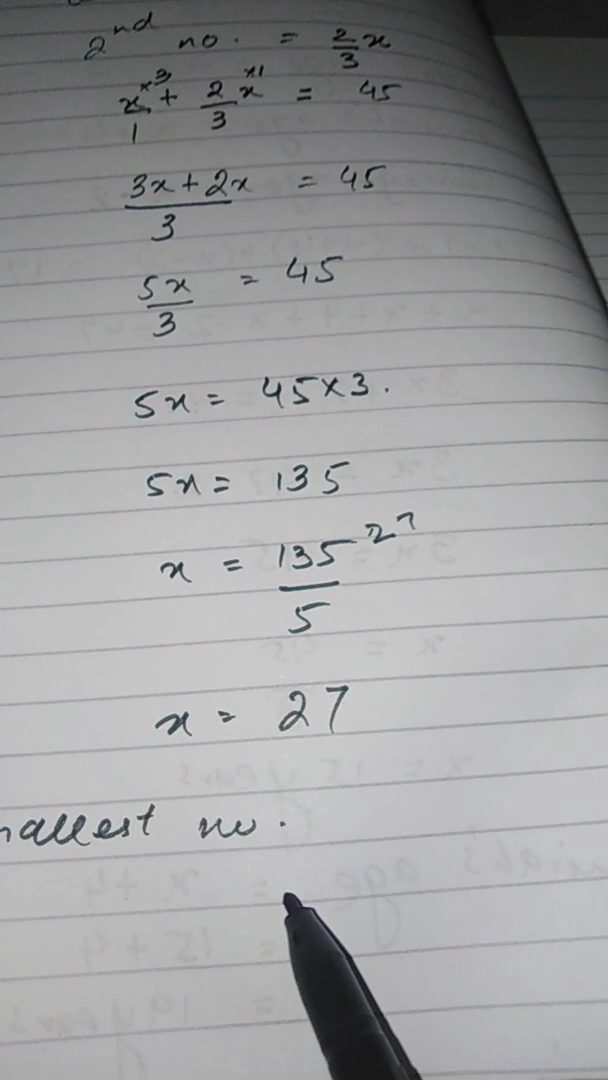 2nd no. = 2/3 x
x/1 ×3 + 2/3 x ×1 = 45
3x + 2x / 3 = 45
5x / 3 = 45
5x = 45 × 3.
5x = 135
x = 135 / 5 27
x = 27
no.